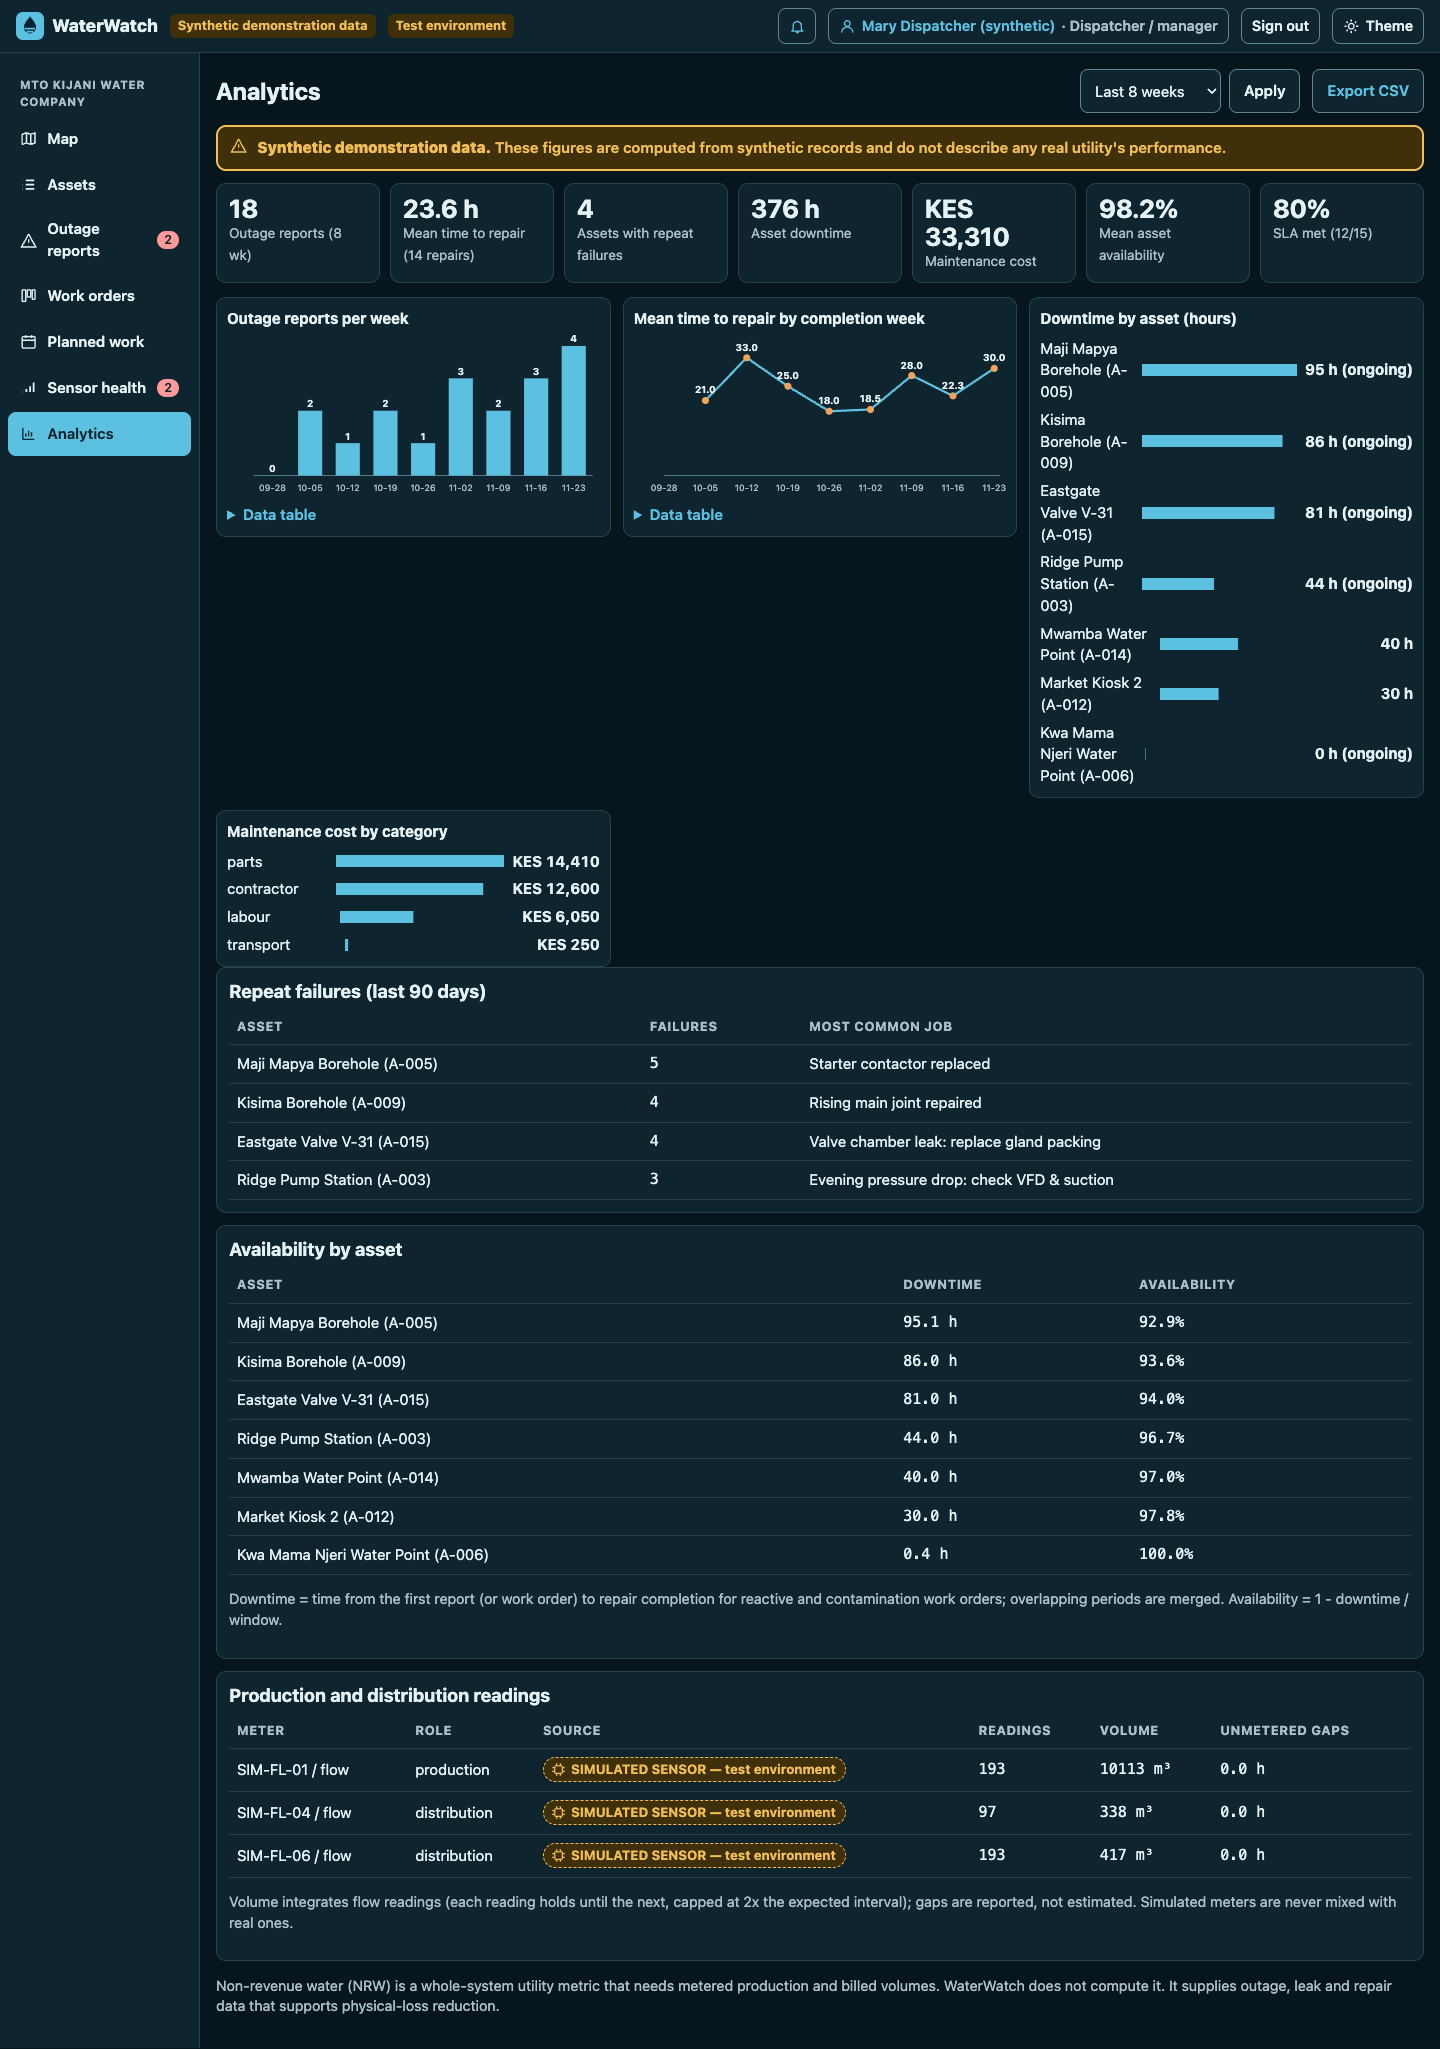 WaterWatch
Synthetic demonstration data
Test environment
Mary Dispatcher (synthetic) · Dispatcher / manager
Sign out
Theme
MTO KIJANI WATER
COMPANY
Map
Assets
Outage
reports
2
Work orders
Planned work
Sensor health
2
Analytics
Analytics
Last 8 weeks
Apply
Export CSV
Synthetic demonstration data. These figures are computed from synthetic records and do not describe any real utility's performance.
18
Outage reports (8
wk)
23.6 h
Mean time to repair
(14 repairs)
4
Assets with repeat
failures
376 h
Asset downtime
KES
33,310
Maintenance cost
98.2%
Mean asset
availability
80%
SLA met (12/15)
Outage reports per week
0 2 1 2 1 3 2 3 4
09-28 10-05 10-12 10-19 10-26 11-02 11-09 11-16 11-23
Data table
Mean time to repair by completion week
21.0 33.0 25.0 18.0 18.5 28.0 22.3 30.0
09-28 10-05 10-12 10-19 10-26 11-02 11-09 11-16 11-23
Data table
Downtime by asset (hours)
Maji Mapya
Borehole (A-
005)
95 h (ongoing)
Kisima
Borehole (A-
009)
86 h (ongoing)
Eastgate
Valve V-31
(A-015)
81 h (ongoing)
Ridge Pump
Station (A-
003)
44 h (ongoing)
Mwamba Water
Point (A-014)
40 h
Market Kiosk 2
(A-012)
30 h
Kwa Mama
Njeri Water
Point (A-006)
0 h (ongoing)
Maintenance cost by category
parts KES 14,410
contractor KES 12,600
labour KES 6,050
transport KES 250
Repeat failures (last 90 days)
ASSET FAILURES MOST COMMON JOB
Maji Mapya Borehole (A-005) 5 Starter contactor replaced
Kisima Borehole (A-009) 4 Rising main joint repaired
Eastgate Valve V-31 (A-015) 4 Valve chamber leak: replace gland packing
Ridge Pump Station (A-003) 3 Evening pressure drop: check VFD & suction
Availability by asset
ASSET DOWNTIME AVAILABILITY
Maji Mapya Borehole (A-005) 95.1 h 92.9%
Kisima Borehole (A-009) 86.0 h 93.6%
Eastgate Valve V-31 (A-015) 81.0 h 94.0%
Ridge Pump Station (A-003) 44.0 h 96.7%
Mwamba Water Point (A-014) 40.0 h 97.0%
Market Kiosk 2 (A-012) 30.0 h 97.8%
Kwa Mama Njeri Water Point (A-006) 0.4 h 100.0%
Downtime = time from the first report (or work order) to repair completion for reactive and contamination work orders; overlapping periods are merged. Availability = 1 - downtime /
window.
Production and distribution readings
METER ROLE SOURCE READINGS VOLUME UNMETERED GAPS
SIM-FL-01 / flow production SIMULATED SENSOR — test environment 193 10113 m³ 0.0 h
SIM-FL-04 / flow distribution SIMULATED SENSOR — test environment 97 338 m³ 0.0 h
SIM-FL-06 / flow distribution SIMULATED SENSOR — test environment 193 417 m³ 0.0 h
Volume integrates flow readings (each reading holds until the next, capped at 2x the expected interval); gaps are reported, not estimated. Simulated meters are never mixed with
real ones.
Non-revenue water (NRW) is a whole-system utility metric that needs metered production and billed volumes. WaterWatch does not compute it. It supplies outage, leak and repair
data that supports physical-loss reduction.